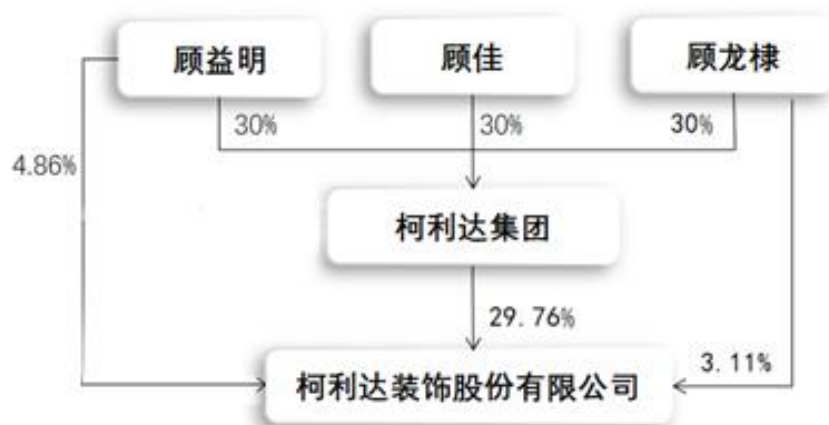 顾益明 顾佳 顾龙棣
30% 30% 30%
4.86%
柯利达集团
29.76%
3.11%
柯利达装饰股份有限公司